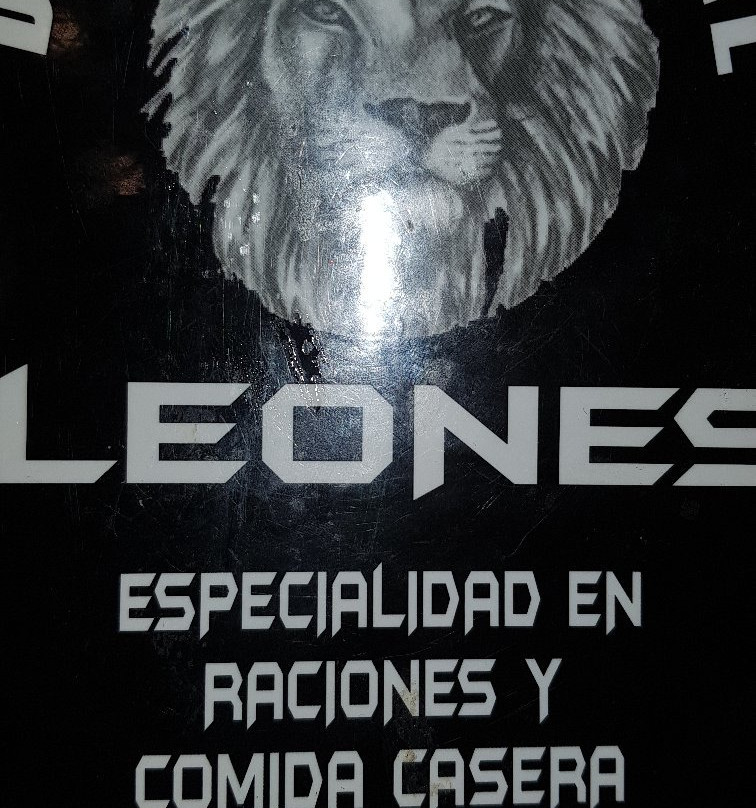 LEONES
ESPECIALIDAD EN
RACIONES Y
COMIDA CASERA